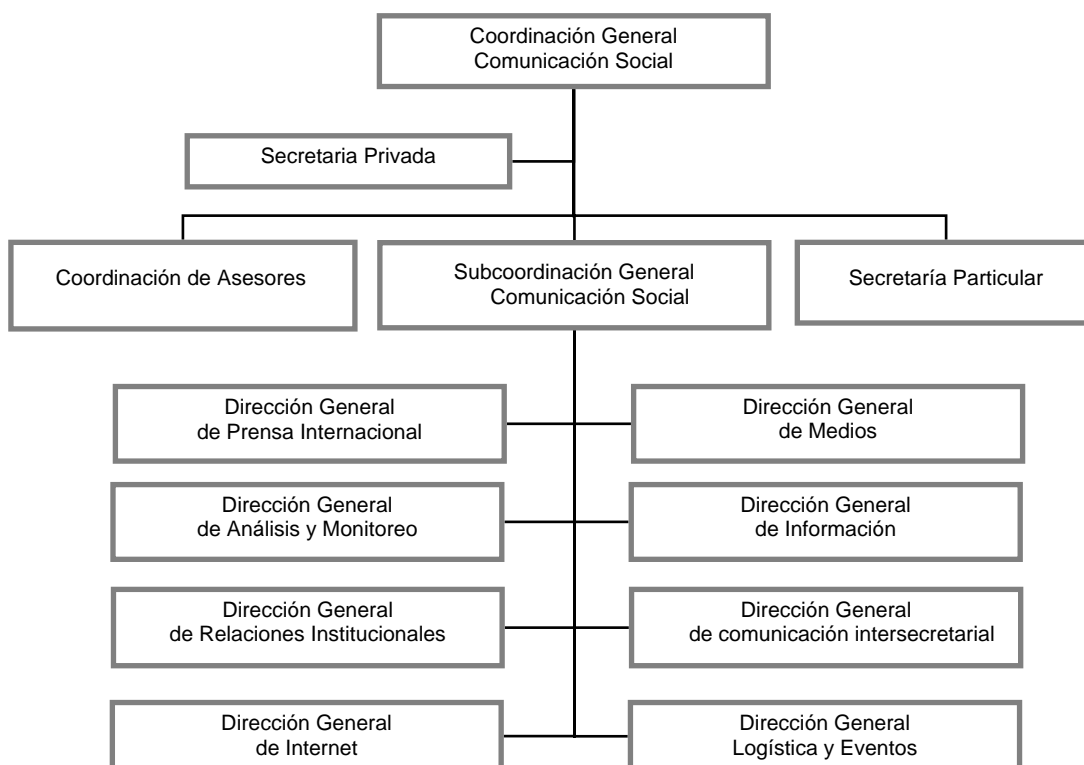 Coordinación General
Comunicación Social
Secretaria Privada
Coordinación de Asesores
Subcoordinación General
Comunicación Social
Secretaría Particular
Dirección General
de Prensa Internacional
Dirección General
de Medios
Dirección General
de Análisis y Monitoreo
Dirección General
de Información
Dirección General
de Relaciones Institucionales
Dirección General
de comunicación intersecretarial
Dirección General
de Internet
Dirección General
Logística y Eventos